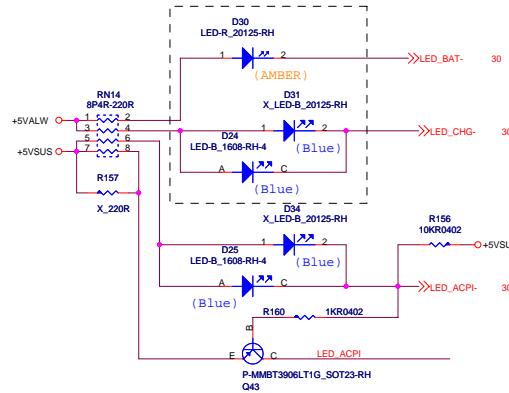 D30
LED-R_20125-RH
1 2
LED_BAT- 30
(AMBER)
RN14
8P4R-220R
D31
X_LED-B_20125-RH
+5VALW
1 2
3 4
5 6
7 8
+5VSUS
1 2
LED_CHG- 30
D24
LED-B_1608-RH-4
(Blue)
A C
(Blue)
R157
X_220R
D34
X_LED-B_20125-RH
R156
10KR0402
1 2
+5VSU
D25
LED-B_1608-RH-4
(Blue)
A C
LED_ACPI- 30
(Blue)
R160 1KR0402
B
E C
LED_ACPI
P-MMBT3906LT1G_SOT23-RH
Q43